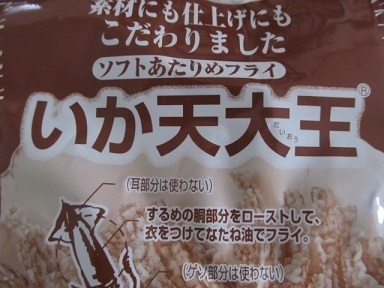 素材にも仕上げにも
こだわりました
ソフトあたりめフライ
いか天大王
だいおう
®
(耳部分は使わない)
するめの胴部分をローストして、
衣をつけてなたね油でフライ。
(ゲソ部分は使わない)